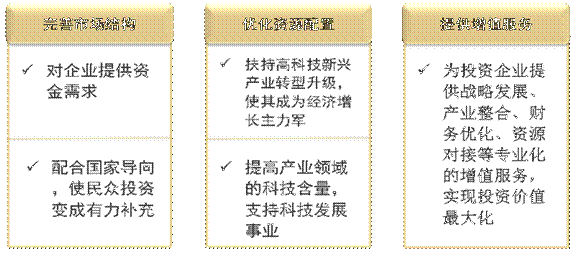 完善市场结构
对企业提供资
金需求
配合国家导向
，使民众投资
变成有力补充
优化资源配置
扶持高科技新兴
产业转型升级，
使其成为经济增
长主力军
提高产业领域
的科技含量，
支持科技发展
事业
提供增值服务
为投资企业提
供战略发展、
产业整合、财
务优化、资源
对接等专业化
的增值服务，
实现投资价值
最大化